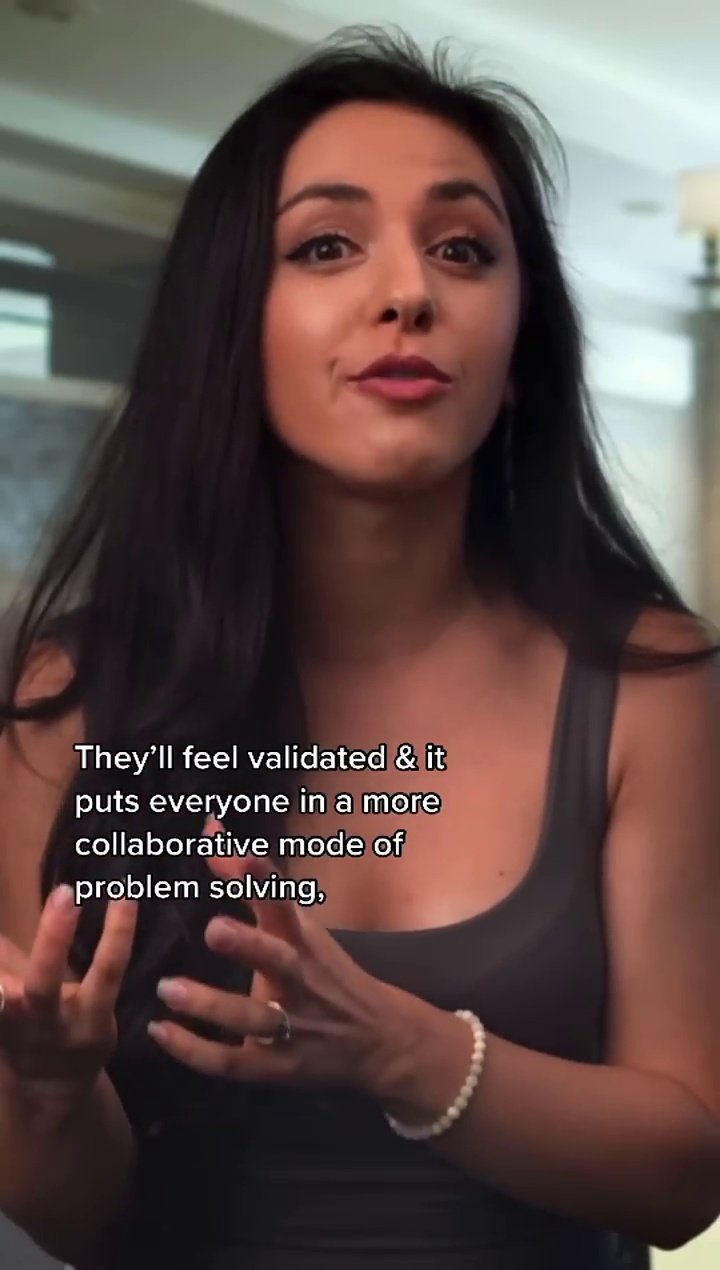 They’ll feel validated & it
puts everyone in a more
collaborative mode of
problem solving,